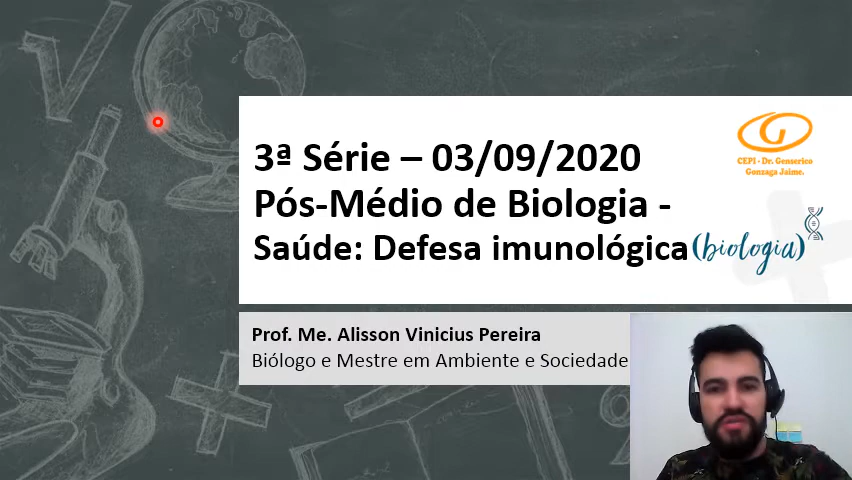 3ª Série – 03/09/2020
Pós-Médio de Biologia -
Saúde: Defesa imunológica
CEPI - Dr. Genserico
Gonzaga Jaime.
(biologia)
Prof. Me. Alisson Vinicius Pereira
Biólogo e Mestre em Ambiente e Sociedade